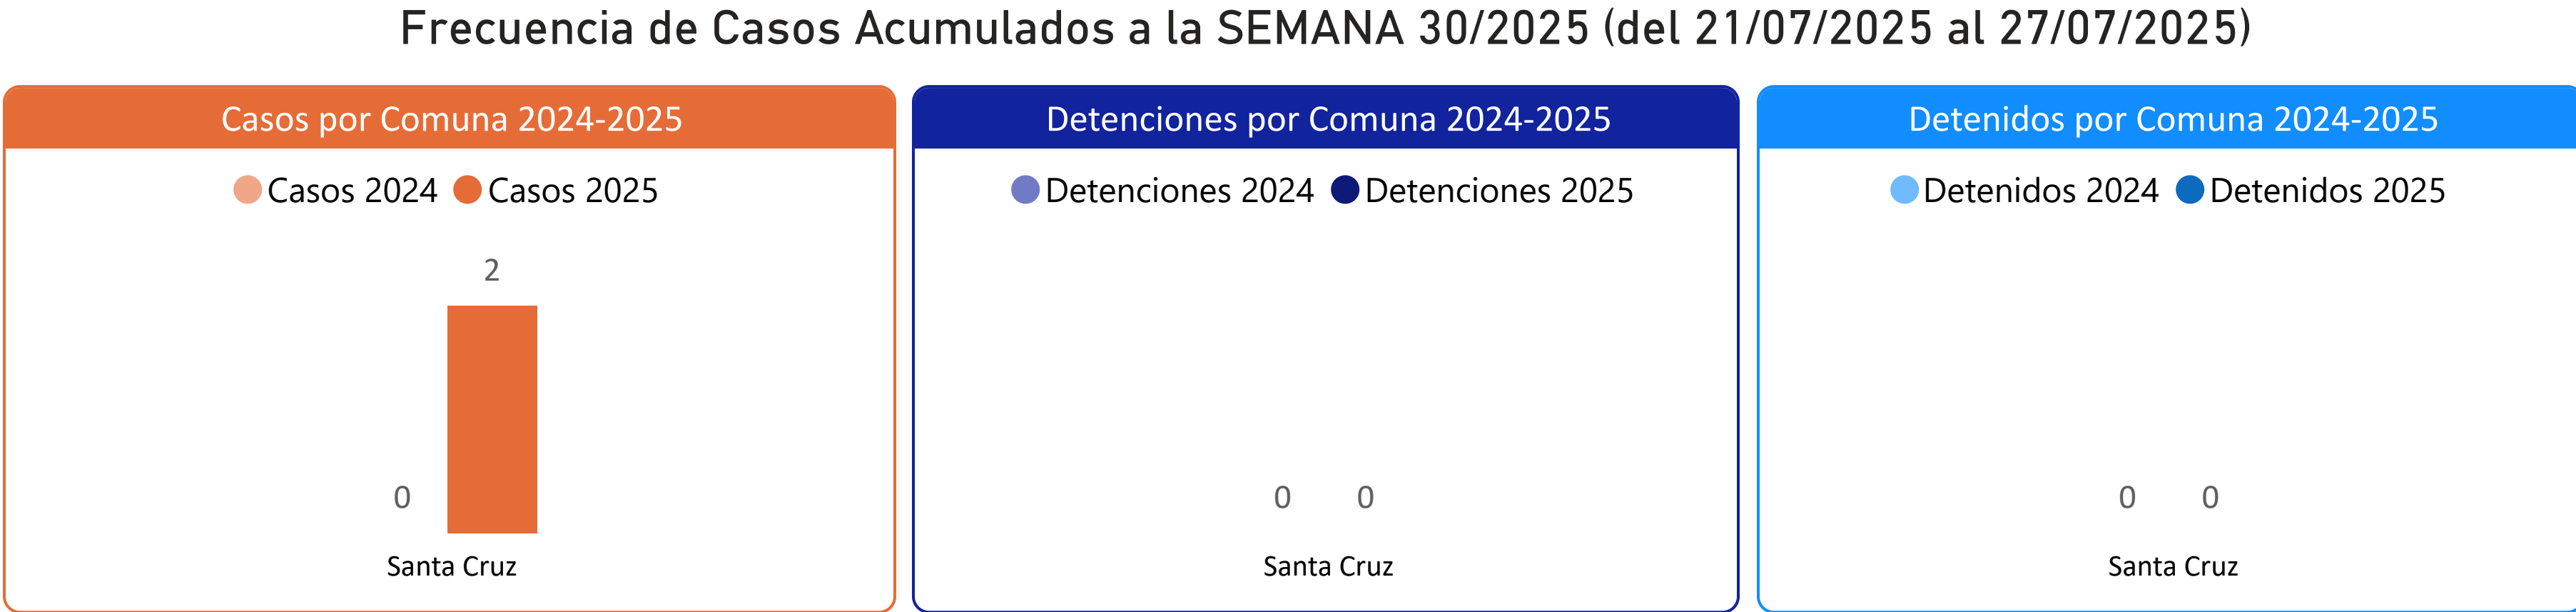 Frecuencia de Casos Acumulados a la SEMANA 30/2025 (del 21/07/2025 al 27/07/2025)
Casos por Comuna 2024-2025
Casos 2024 Casos 2025
2
0
Santa Cruz
Detenciones por Comuna 2024-2025
Detenciones 2024 Detenciones 2025
0 0
Santa Cruz
Detenidos por Comuna 2024-2025
Detenidos 2024 Detenidos 2025
0 0
Santa Cruz